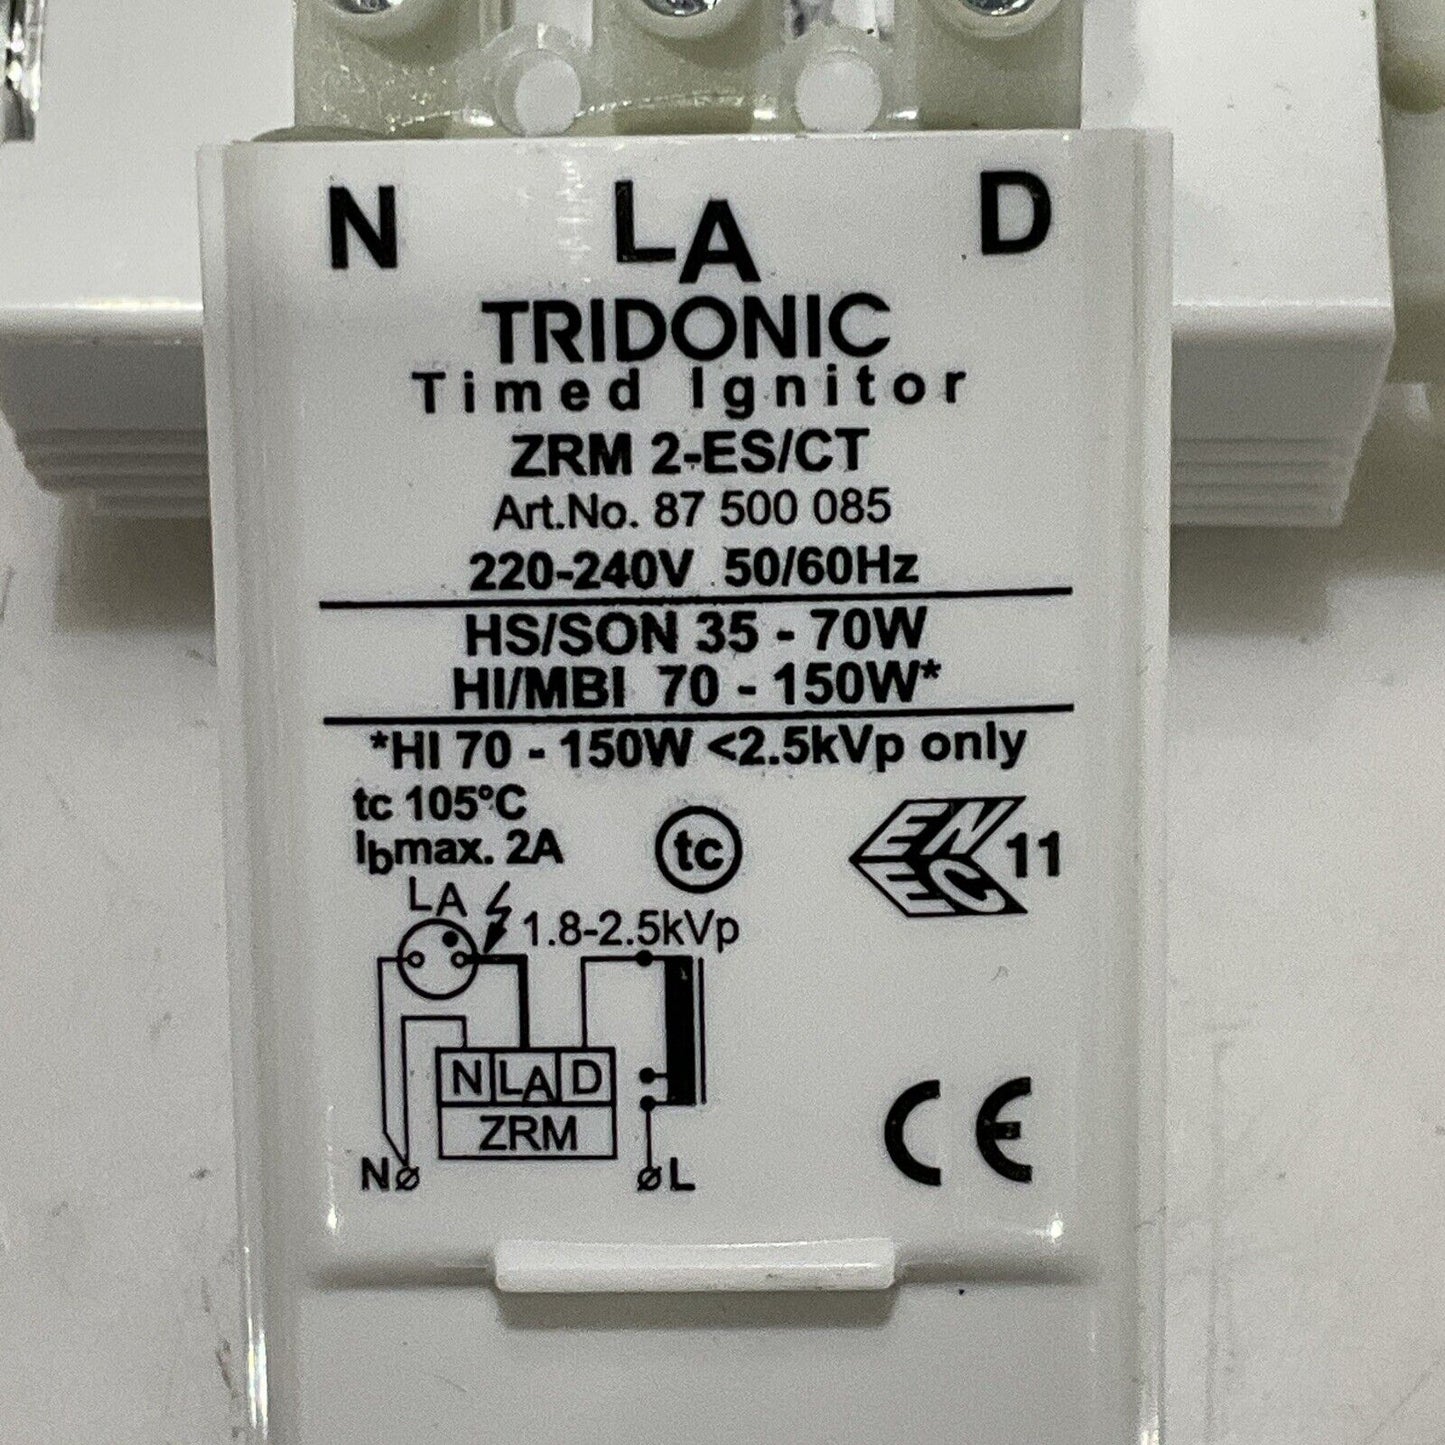 N LA D
TRIDONIC
Timed Ignitor
ZRM 2-ES/CT
Art.No. 87 500 085
220-240V 50/60Hz
HS/SON 35 - 70W
HI/MBI 70 - 150W*
*HI 70 - 150W <2.5kVp only
tc 105°C
Ibmax. 2A
tc
ENEC 11
LA 1.8-2.5kVp
N LA D
ZRM
N L
CE